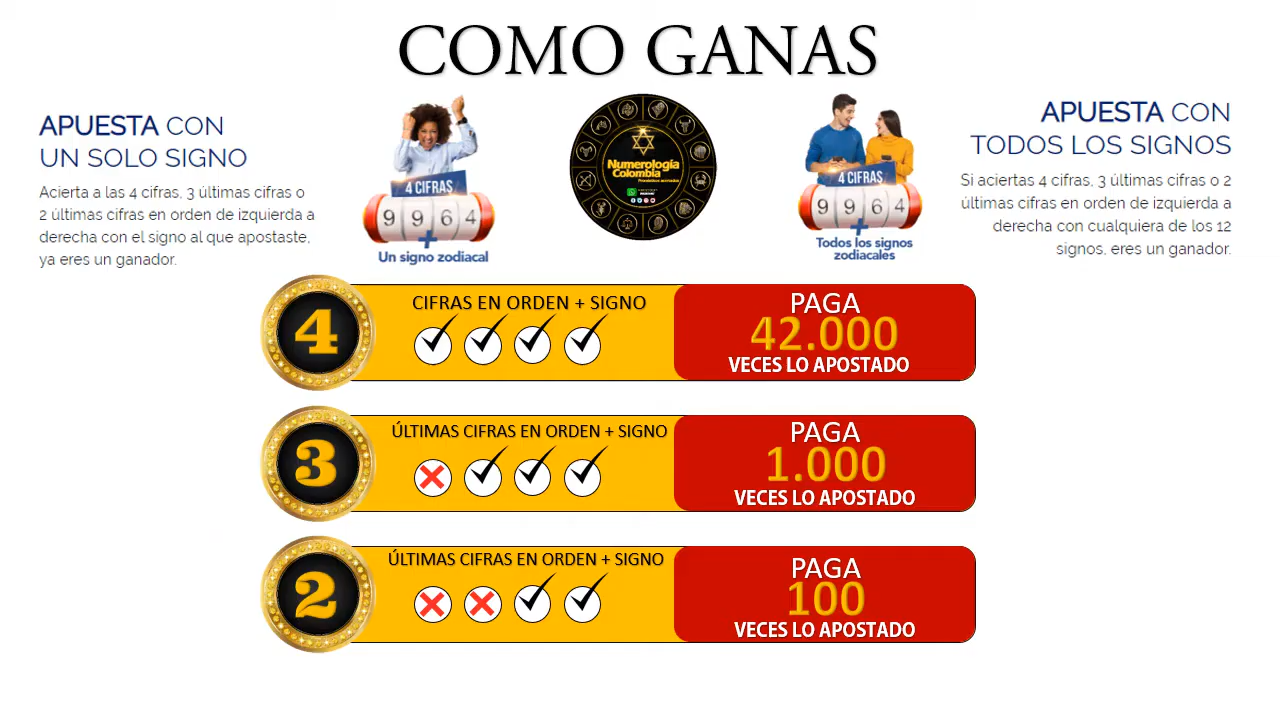 COMO GANAS
APUESTA CON
UN SOLO SIGNO
Acierta a las 4 cifras, 3 últimas cifras o
2 últimas cifras en orden de izquierda a
derecha con el signo al que apostaste,
ya eres un ganador.
4 CIFRAS
9 9 6 4
+
Un signo zodiacal
Numerología
Colombia
4 CIFRAS
9 9 6 4
+
Todos los signos
zodiacales
APUESTA CON
TODOS LOS SIGNOS
Si aciertas 4 cifras, 3 últimas cifras o 2
últimas cifras en orden de izquierda a
derecha con cualquiera de los 12
signos, eres un ganador.
4
CIFRAS EN ORDEN + SIGNO
PAGA
42.000
VECES LO APOSTADO
3
ÚLTIMAS CIFRAS EN ORDEN + SIGNO
PAGA
1.000
VECES LO APOSTADO
2
ÚLTIMAS CIFRAS EN ORDEN + SIGNO
PAGA
100
VECES LO APOSTADO